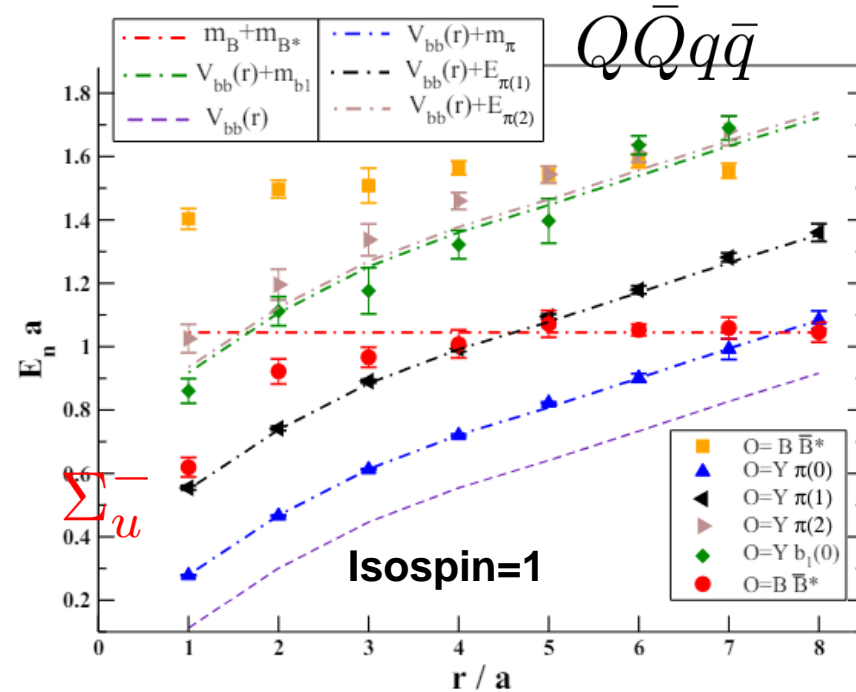 QQ̄qq̄
m_B+m_B*
V_bb(r)+m_b1
V_bb(r)
V_bb(r)+m_π
V_bb(r)+E_π(1)
V_bb(r)+E_π(2)
E_n a
1.8
1.6
1.4
1.2
1
0.8
0.6
0.4
0.2
Σ_u^-
Isospin=1
O= B B̄*
O=Y π(0)
O=Y π(1)
O=Y π(2)
O=Y b_1(0)
O=B B̄*
0 1 2 3 4 5 6 7 8
r / a